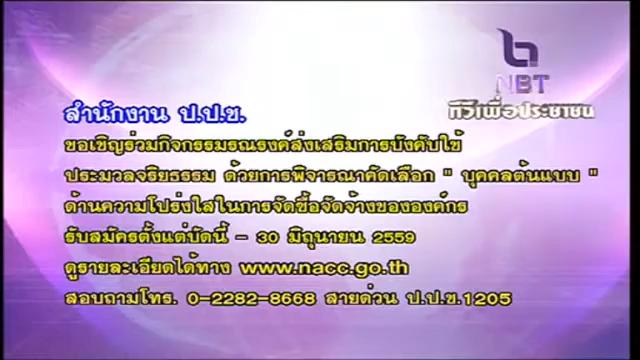 NBT
ทีวีเพื่อประชาชน
สำนักงาน ป.ป.ช.
ขอเชิญร่วมกิจกรรมรณรงค์ส่งเสริมการบังคับใช้
ประมวลจริยธรรม ด้วยการพิจารณาคัดเลือก " บุคคลต้นแบบ "
ด้านความโปร่งใสในการจัดซื้อจัดจ้างขององค์กร
รับสมัครตั้งแต่บัดนี้ - 30 มิถุนายน 2559
ดูรายละเอียดได้ทาง www.nacc.go.th
สอบถามโทร. 0-2282-8668 สายด่วน ป.ป.ช.1205